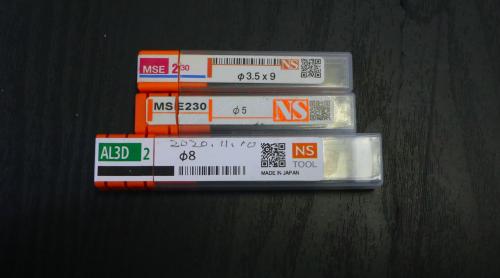 MSE 230 NS
φ3.5 x 9
MSE230 φ5 NS
AL3D 2 2020.11.10 NS
φ8 TOOL
MADE IN JAPAN